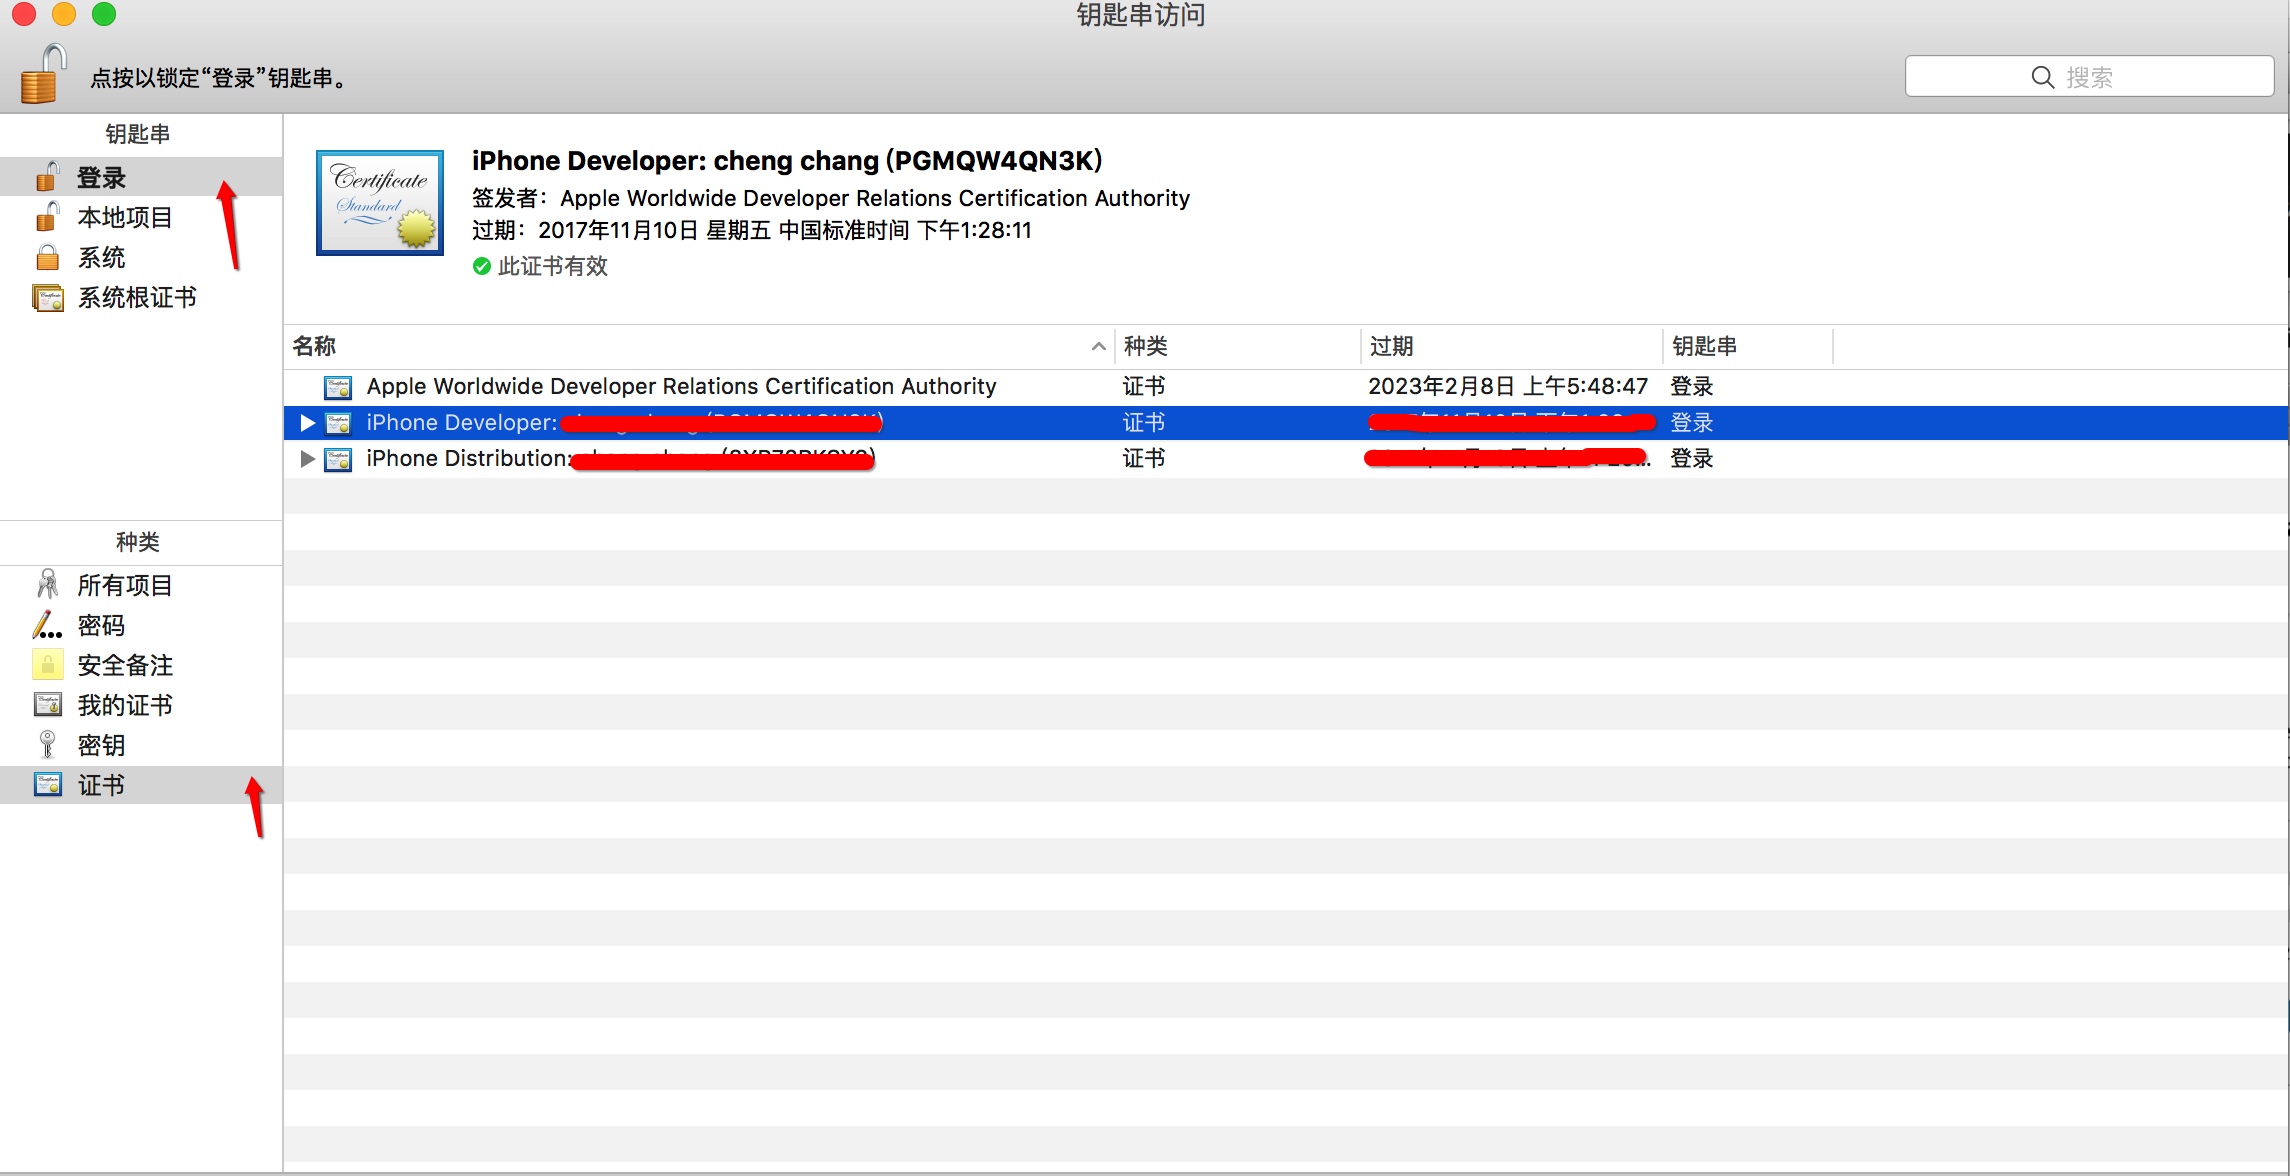 钥匙串访问
点按以锁定“登录”钥匙串。
搜索
钥匙串
登录
本地项目
系统
系统根证书
Certificate
Standard
iPhone Developer: cheng chang (PGMQW4QN3K)
签发者：Apple Worldwide Developer Relations Certification Authority
过期：2017年11月10日 星期五 中国标准时间 下午1:28:11
此证书有效
名称 种类 过期 钥匙串
Apple Worldwide Developer Relations Certification Authority 证书 2023年2月8日 上午5:48:47 登录
iPhone Developer: 证书 登录
iPhone Distribution: 证书 登录
种类
所有项目
密码
安全备注
我的证书
密钥
证书